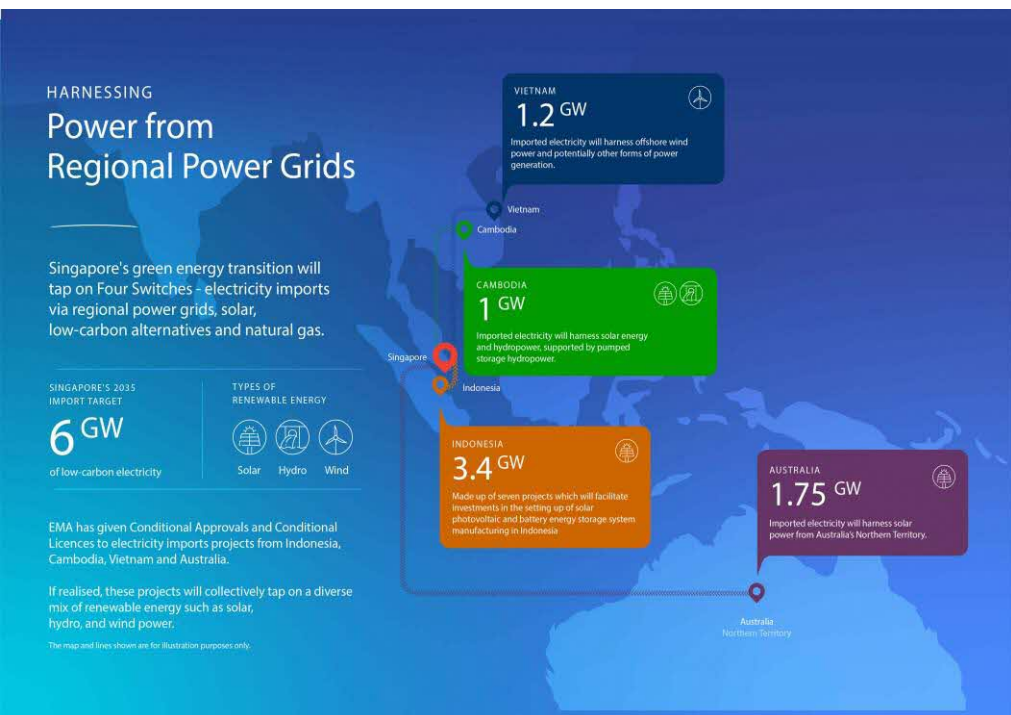 HARNESSING
Power from
Regional Power Grids
Singapore's green energy transition will
tap on Four Switches - electricity imports
via regional power grids, solar,
low-carbon alternatives and natural gas.
SINGAPORE'S 2035
IMPORT TARGET
6 GW
of low-carbon electricity
TYPES OF
RENEWABLE ENERGY
Solar Hydro Wind
EMA has given Conditional Approvals and Conditional
Licences to electricity imports projects from Indonesia,
Cambodia, Vietnam and Australia.
If realised, these projects will collectively tap on a diverse
mix of renewable energy such as solar,
hydro, and wind power.
The map and lines shown are for illustration purposes only.
VIETNAM
1.2 GW
Imported electricity will harness offshore wind
power and potentially other forms of power
generation.
Vietnam
Cambodia
CAMBODIA
1 GW
Imported electricity will harness solar energy
and hydropower, supported by pumped
storage hydropower.
Singapore
Indonesia
INDONESIA
3.4 GW
Made up of seven projects which will facilitate
investments in the setting up of solar
photovoltaic and battery energy storage system
manufacturing in Indonesia
AUSTRALIA
1.75 GW
Imported electricity will harness solar
power from Australia's Northern Territory.
Australia
Northern Territory